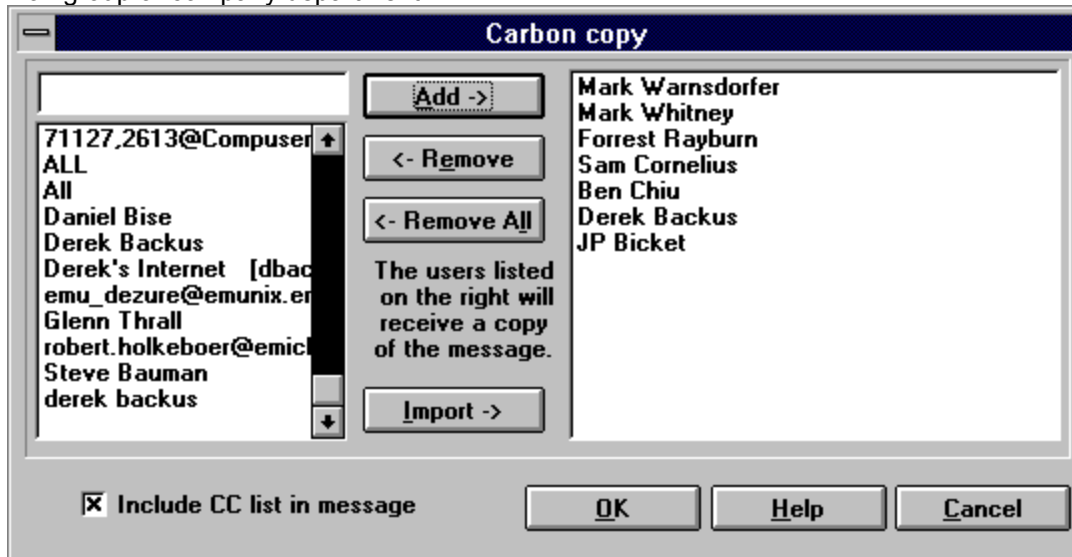 Carbon copy
71127,2613@Compuser
ALL
All
Daniel Bise
Derek Backus
Derek's Internet [dbac
emu_dezure@emunix.er
Glenn Thrall
robert.holkeboer@emicl
Steve Bauman
derek backus
Add ->
<- Remove
<- Remove All
The users listed
on the right will
receive a copy
of the message.
Import ->
Mark Warnsdorfer
Mark Whitney
Forrest Rayburn
Sam Cornelius
Ben Chiu
Derek Backus
JP Bicket
Include CC list in message
OK
Help
Cancel